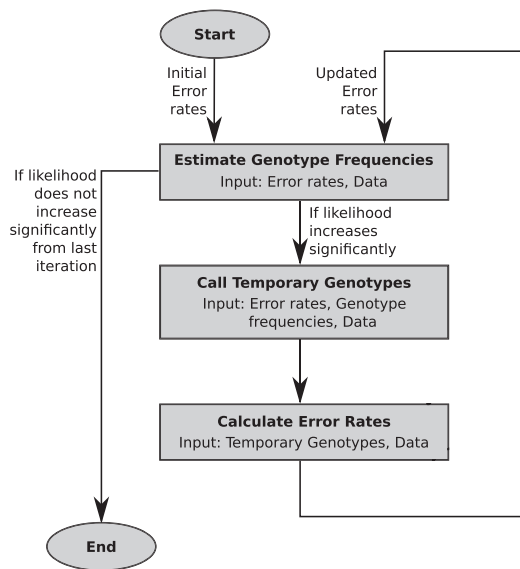 Start
Initial
Error
rates
Updated
Error
rates
Estimate Genotype Frequencies
Input: Error rates, Data
If likelihood
does not
increase
significantly
from last
iteration
If likelihood
increases
significantly
Call Temporary Genotypes
Input: Error rates, Genotype
frequencies, Data
Calculate Error Rates
Input: Temporary Genotypes, Data
End